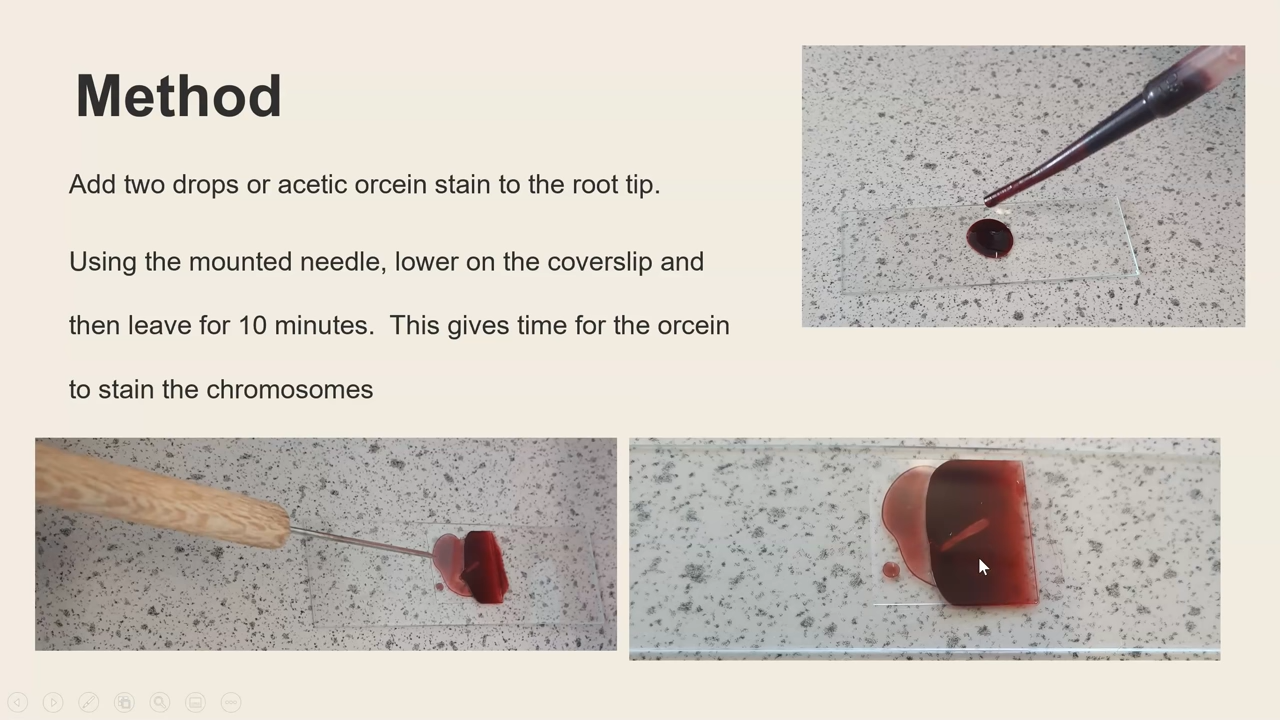 Method
Add two drops or acetic orcein stain to the root tip.
Using the mounted needle, lower on the coverslip and
then leave for 10 minutes.  This gives time for the orcein
to stain the chromosomes